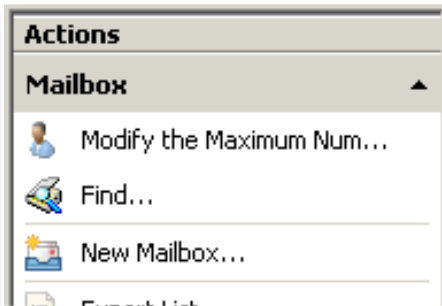 Actions
Mailbox
Modify the Maximum Num...
Find...
New Mailbox...